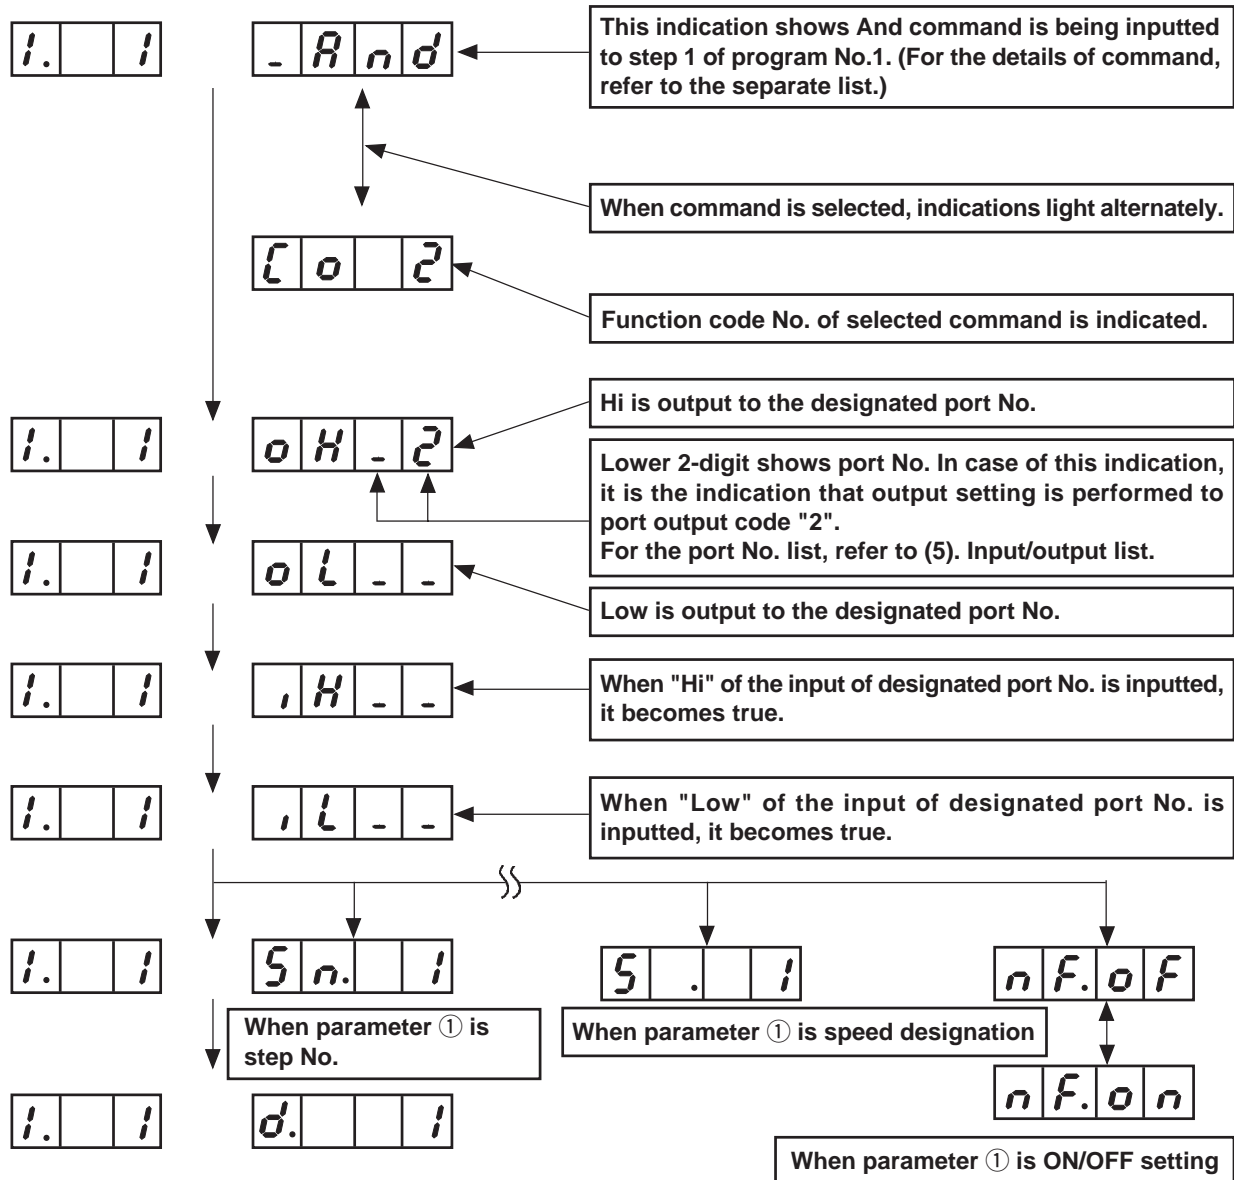 1. 1 _And
This indication shows And command is being inputted
to step 1 of program No.1. (For the details of command,
refer to the separate list.)
When command is selected, indications light alternately.
Co 2
Function code No. of selected command is indicated.
Hi is output to the designated port No.
1. 1 oH_2
Lower 2-digit shows port No. In case of this indication,
it is the indication that output setting is performed to
port output code "2".
For the port No. list, refer to (5). Input/output list.
1. 1 oL__
Low is output to the designated port No.
1. 1 iH__
When "Hi" of the input of designated port No. is inputted,
it becomes true.
1. 1 iL__
When "Low" of the input of designated port No. is
inputted, it becomes true.
1. 1 Sn. 1 S . 1 nF.oF
When parameter ① is
step No.
When parameter ① is speed designation
nF.on
1. 1 d. 1
When parameter ① is ON/OFF setting